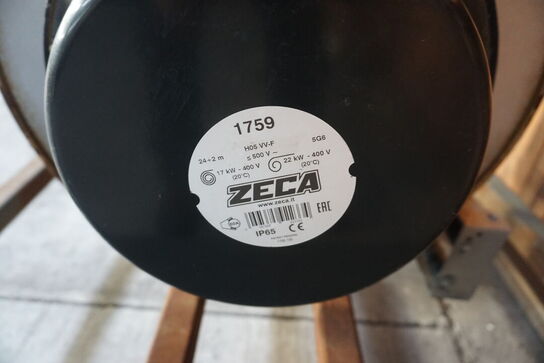 1759
H05 VV-F
24+2 m ≤ 500 V ~ 5G6
17 kW - 400 V (20°C) 22 kW - 400 V (20°C)
ZECA
www.zeca.it
EAC
IP65 CE